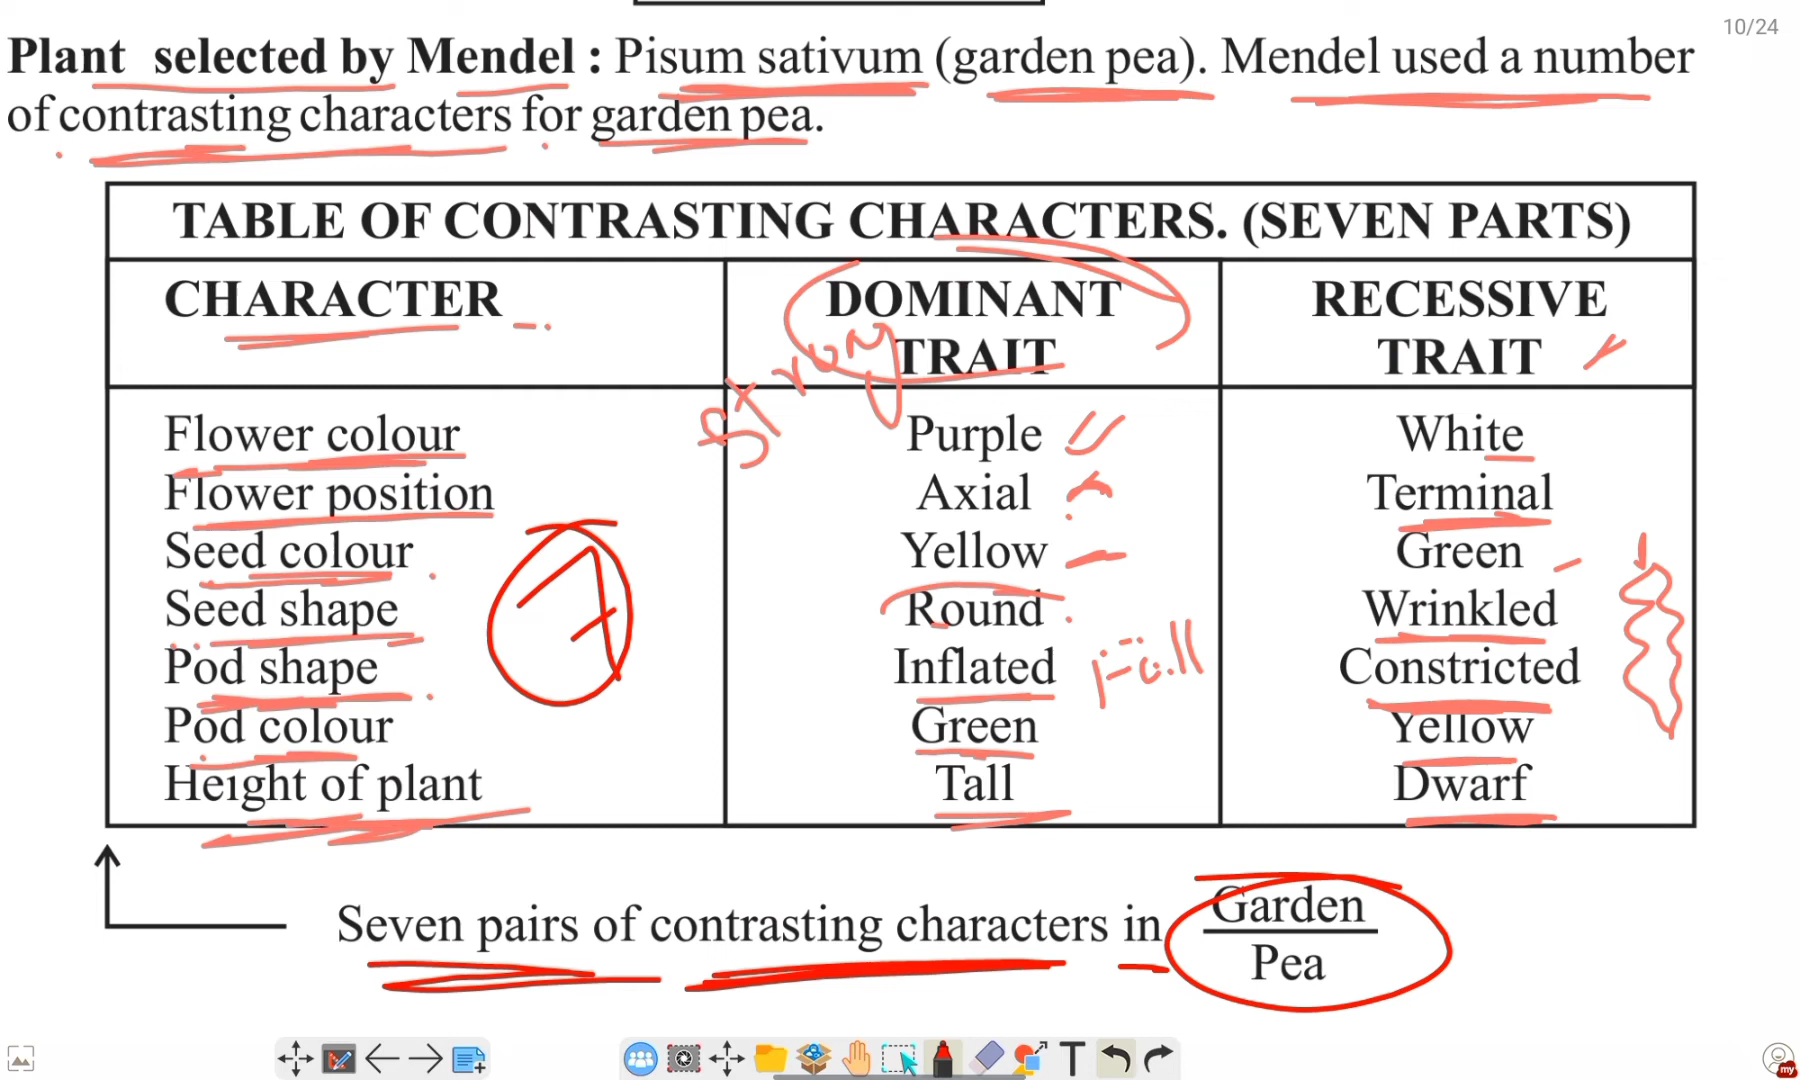 10/24
Plant selected by Mendel : Pisum sativum (garden pea). Mendel used a number
of contrasting characters for garden pea.
TABLE OF CONTRASTING CHARACTERS. (SEVEN PARTS)
CHARACTER DOMINANT TRAIT RECESSIVE TRAIT
Strong
Flower colour Purple White
Flower position Axial Terminal
Seed colour Yellow Green
Seed shape Round Wrinkled
Pod shape Inflated Constricted
Pod colour Green Yellow
Height of plant Tall Dwarf
7
Seven pairs of contrasting characters in Garden
Pea
T
my